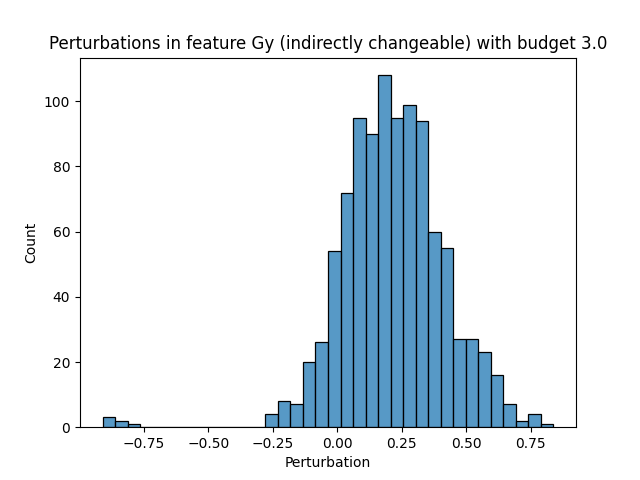 Perturbations in feature Gy (indirectly changeable) with budget 3.0
100
80
60
40
20
0
Count
−0.75 −0.50 −0.25 0.00 0.25 0.50 0.75
Perturbation